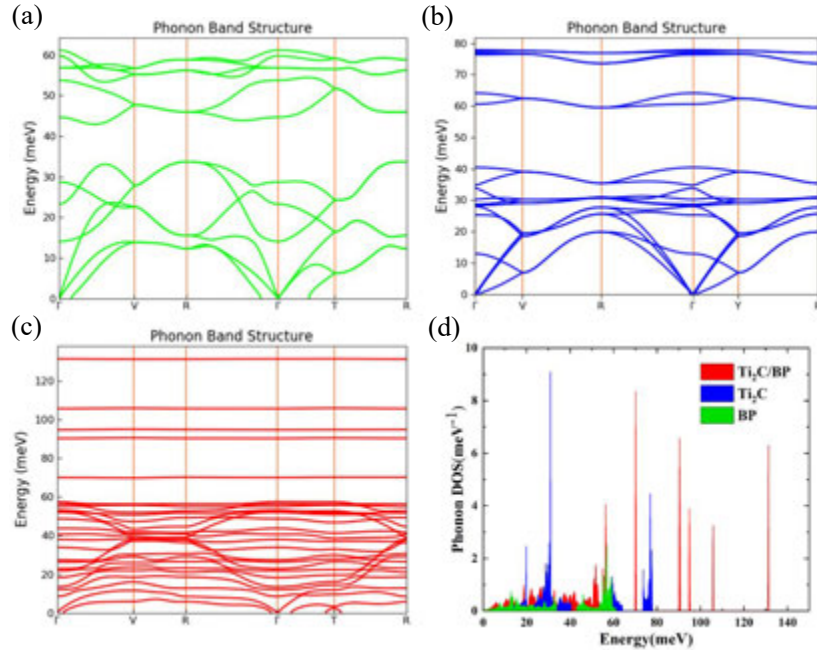 (a)
Phonon Band Structure
Energy (meV)
60
50
40
30
20
10
0
Γ V R Γ T R
(b)
Phonon Band Structure
Energy (meV)
80
70
60
50
40
30
20
10
0
Γ V R Γ Y
(c)
Phonon Band Structure
Energy (meV)
120
100
80
60
40
20
0
Γ V R Γ T R
(d)
Phonon DOS(meV⁻¹)
10
8
6
4
2
0
Ti₂C/BP
Ti₂C
BP
0 20 40 60 80 100 120 140
Energy(meV)